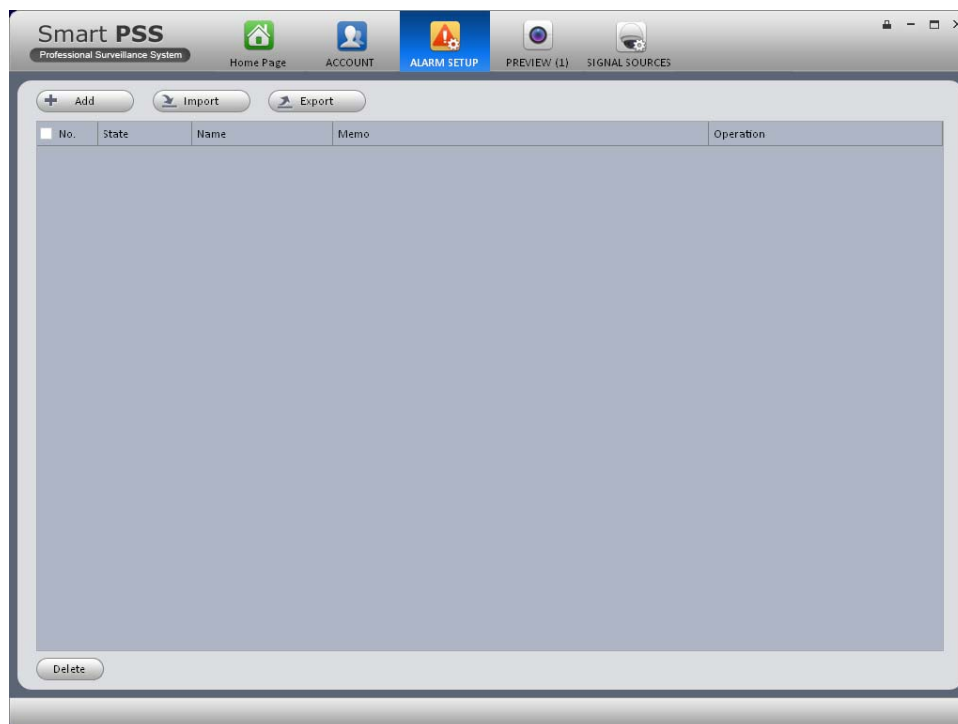 Smart PSS
Professional Surveillance System
Home Page
ACCOUNT
ALARM SETUP
PREVIEW (1)
SIGNAL SOURCES
Add
Import
Export
No.
State
Name
Memo
Operation
Delete